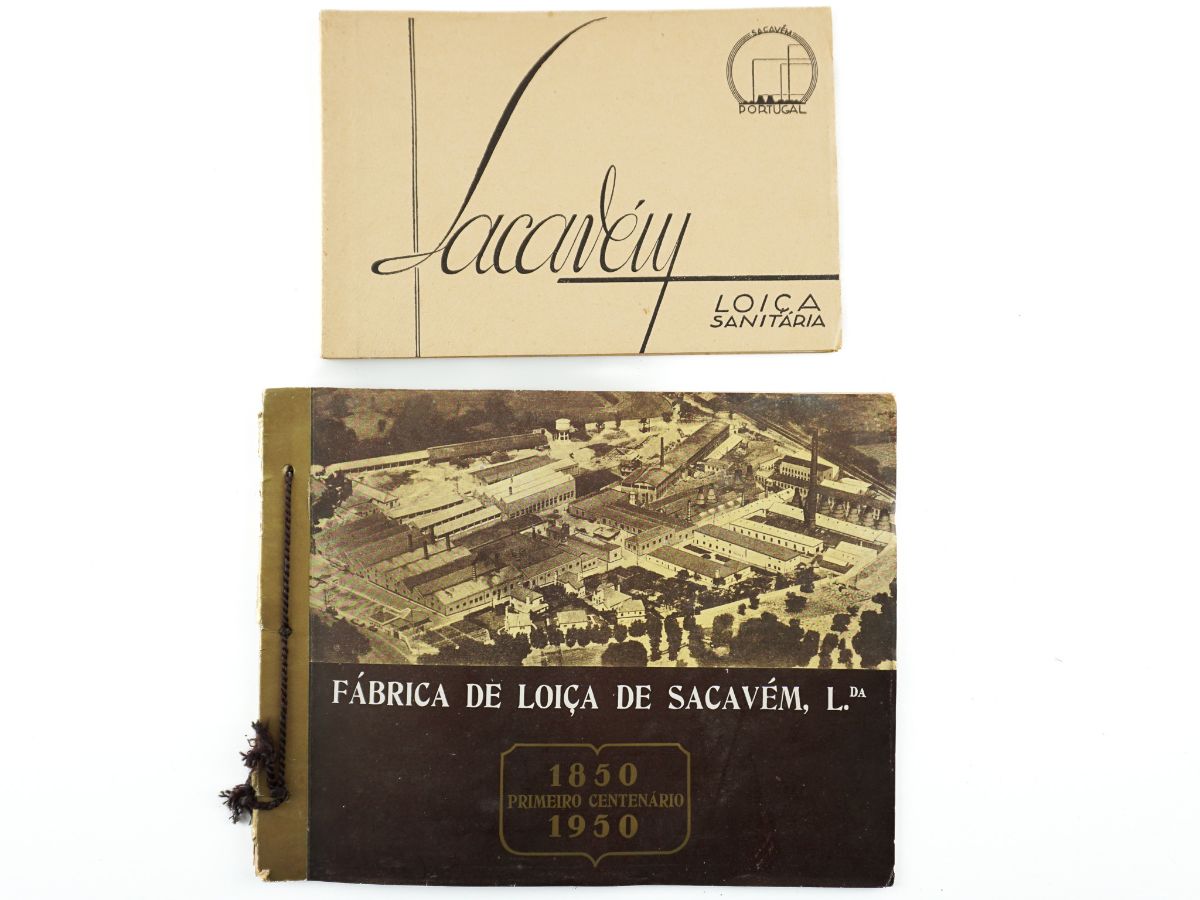 SACAVÉM
PORTUGAL
Sacavém
LOIÇA
SANITÁRIA
FÁBRICA DE LOIÇA DE SACAVÉM, L.DA
1850
PRIMEIRO CENTENÁRIO
1950